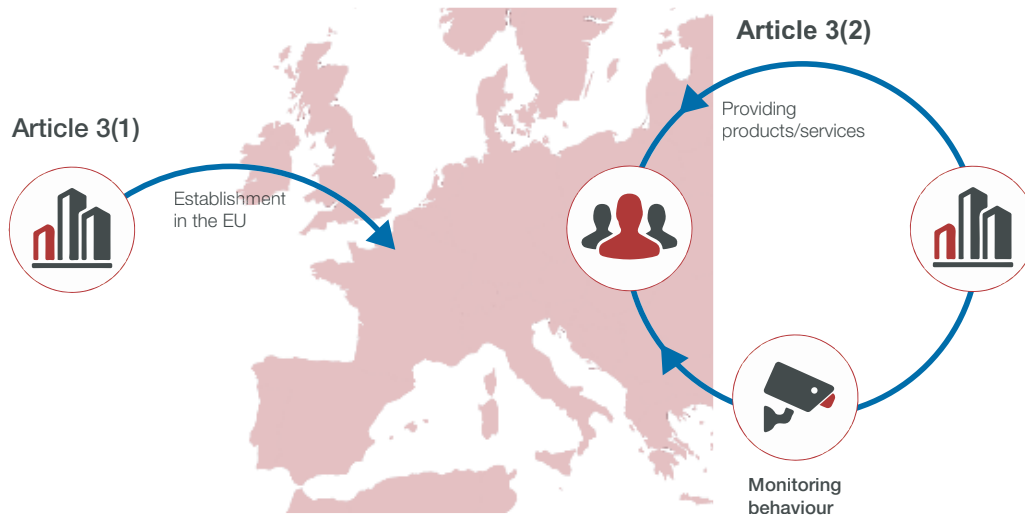 Article 3(1)
Establishment
in the EU
Article 3(2)
Providing
products/services
Monitoring
behaviour